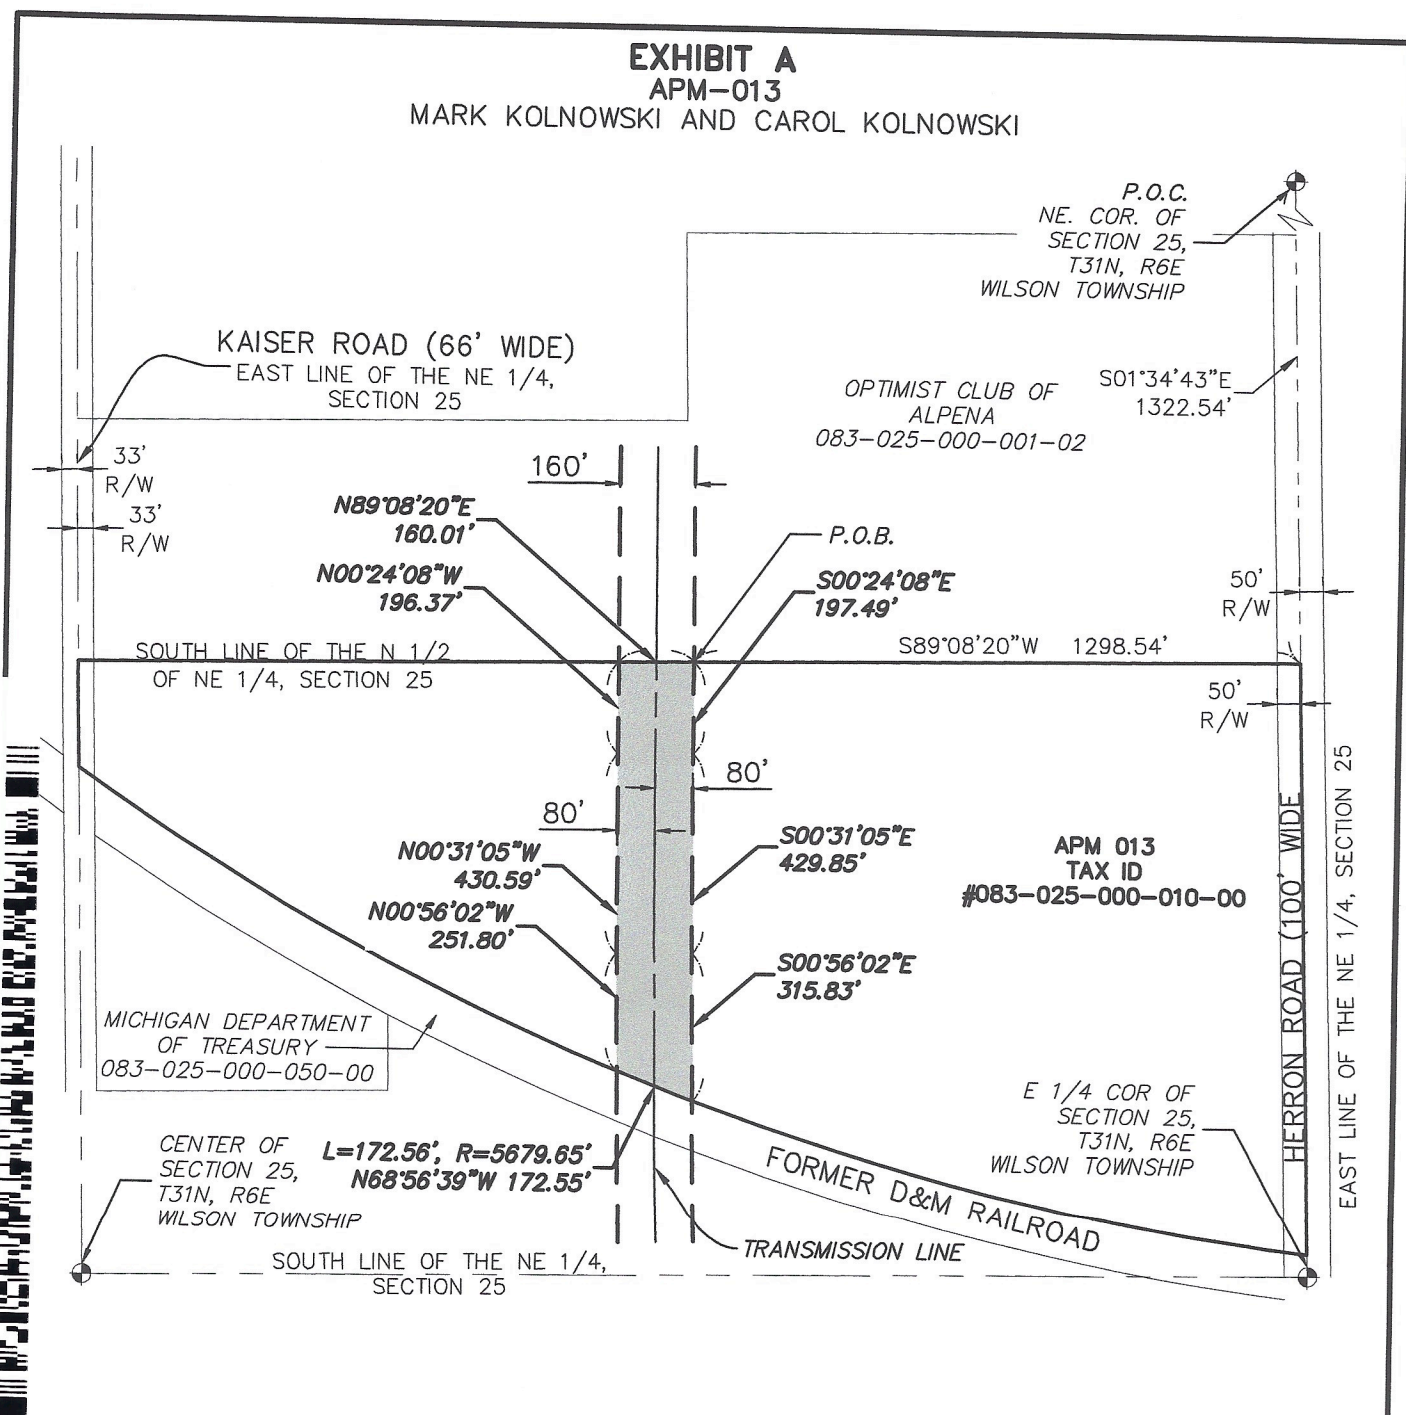 EXHIBIT A
APM-013
MARK KOLNOWSKI AND CAROL KOLNOWSKI
P.O.C.
NE. COR. OF
SECTION 25,
T31N, R6E
WILSON TOWNSHIP
KAISER ROAD (66' WIDE)
EAST LINE OF THE NE 1/4,
SECTION 25
OPTIMIST CLUB OF
ALPENA
083-025-000-001-02
S01°34'43"E
1322.54'
33'
R/W
33'
R/W
160'
N89°08'20"E
160.01'
P.O.B.
N00°24'08"W
196.37'
S00°24'08"E
197.49'
50'
R/W
SOUTH LINE OF THE N 1/2
OF NE 1/4, SECTION 25
S89°08'20"W 1298.54'
50'
R/W
80'
80'
N00°31'05"W
430.59'
S00°31'05"E
429.85'
APM 013
TAX ID
#083-025-000-010-00
N00°56'02"W
251.80'
S00°56'02"E
315.83'
HERRON ROAD (100' WIDE
EAST LINE OF THE NE 1/4, SECTION 25
MICHIGAN DEPARTMENT
OF TREASURY
083-025-000-050-00
E 1/4 COR OF
SECTION 25,
T31N, R6E
WILSON TOWNSHIP
CENTER OF
SECTION 25,
T31N, R6E
WILSON TOWNSHIP
L=172.56', R=5679.65'
N68°56'39"W 172.55'
FORMER D&M RAILROAD
TRANSMISSION LINE
SOUTH LINE OF THE NE 1/4,
SECTION 25